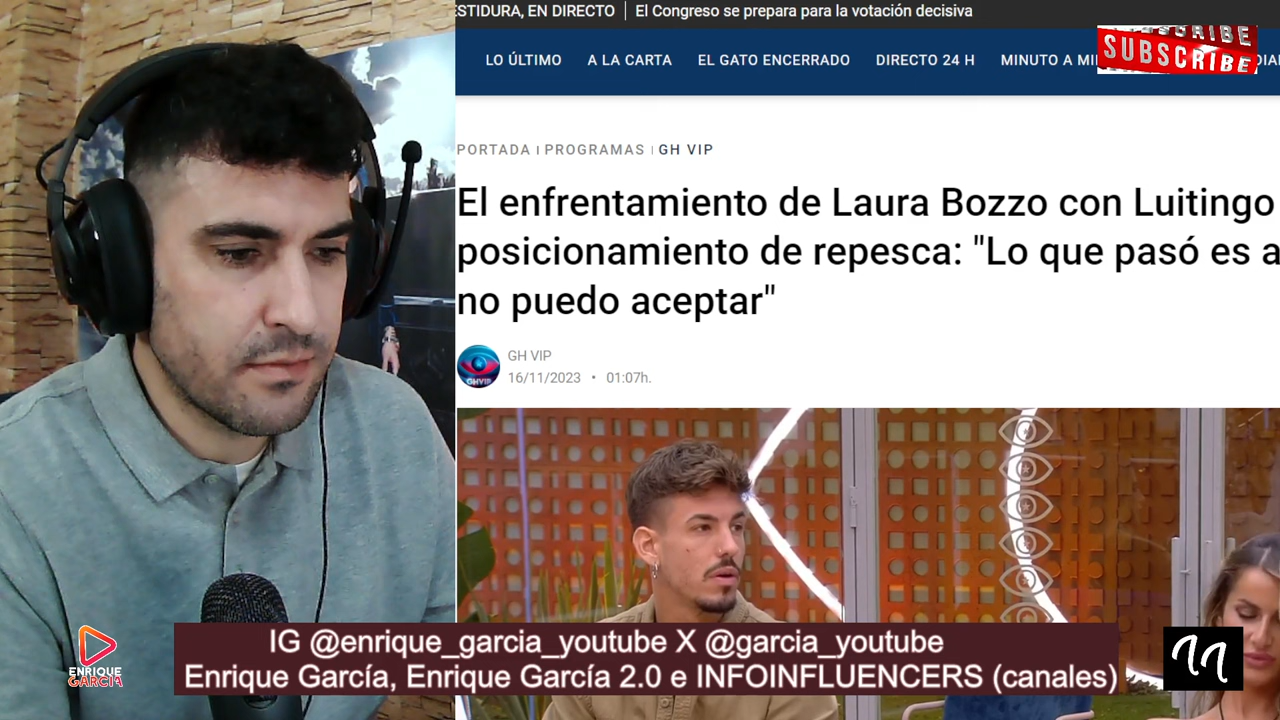 ESTIDURA, EN DIRECTO El Congreso se prepara para la votación decisiva
LO ÚLTIMO A LA CARTA EL GATO ENCERRADO DIRECTO 24 H MINUTO A MI
SUBSCRIBE
PORTADA PROGRAMAS GH VIP
El enfrentamiento de Laura Bozzo con Luitingo
posicionamiento de repesca: "Lo que pasó es a
no puedo aceptar"
GH VIP
16/11/2023 • 01:07h.
GHVIP
IG @enrique_garcia_youtube X @garcia_youtube
Enrique García, Enrique García 2.0 e INFOINFLUENCERS (canales)
ENRIQUE
GARCÍA